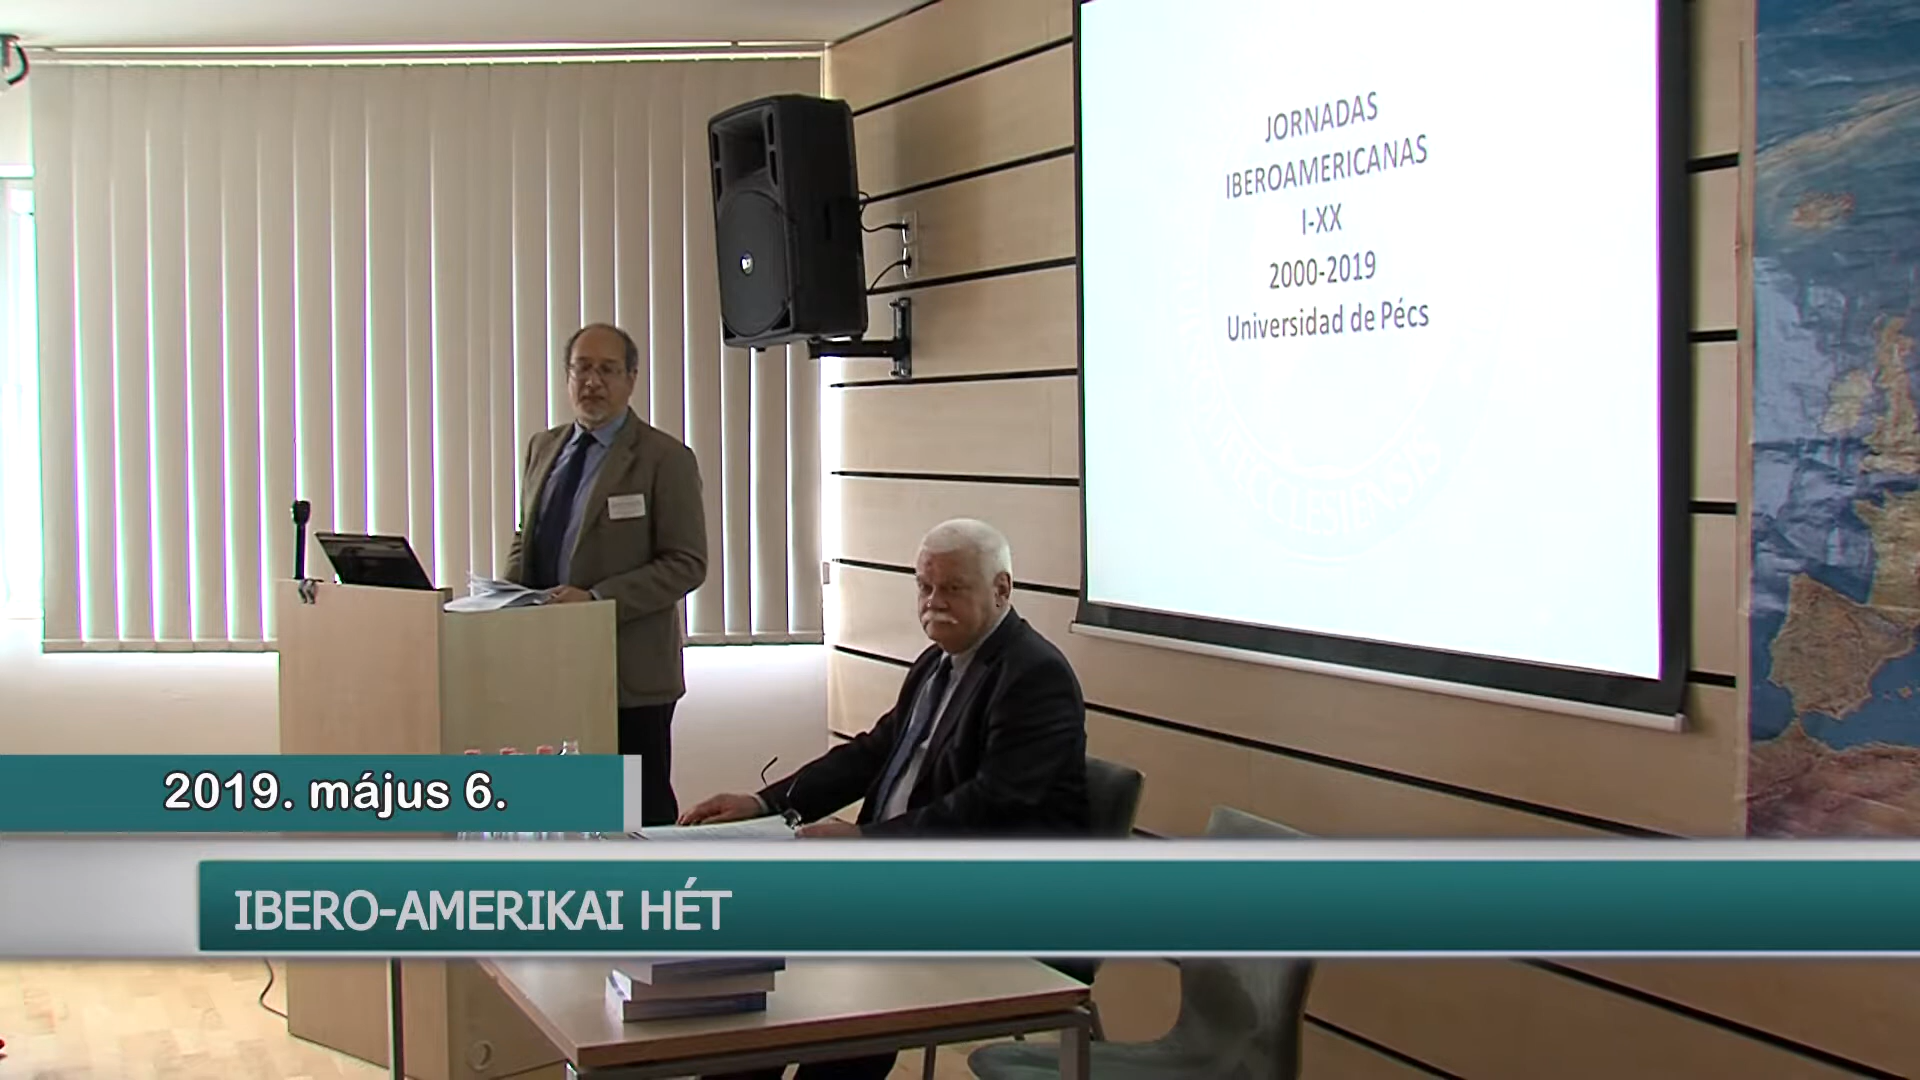 JORNADAS
IBEROAMERICANAS
I-XX
2000-2019
Universidad de Pécs
2019. május 6.
IBERO-AMERIKAI HÉT